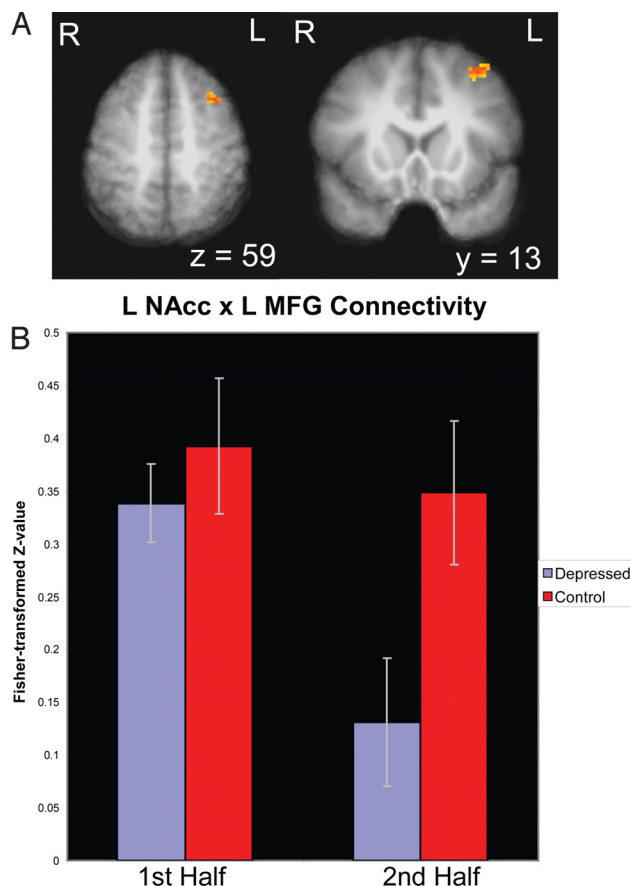 A
R L
R L
z = 59
y = 13
L NAcc x L MFG Connectivity
B
0.5
0.45
0.4
0.35
0.3
0.25
0.2
0.15
0.1
0.05
0
Fisher-transformed Z-value
Depressed
Control
1st Half
2nd Half